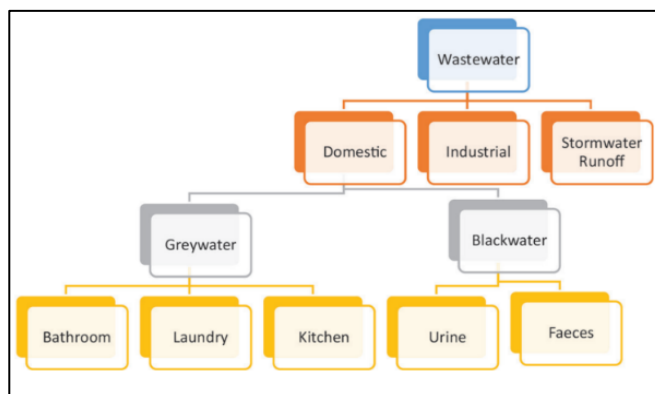 Wastewater
Domestic
Industrial
Stormwater
Runoff
Greywater
Blackwater
Bathroom
Laundry
Kitchen
Urine
Faeces